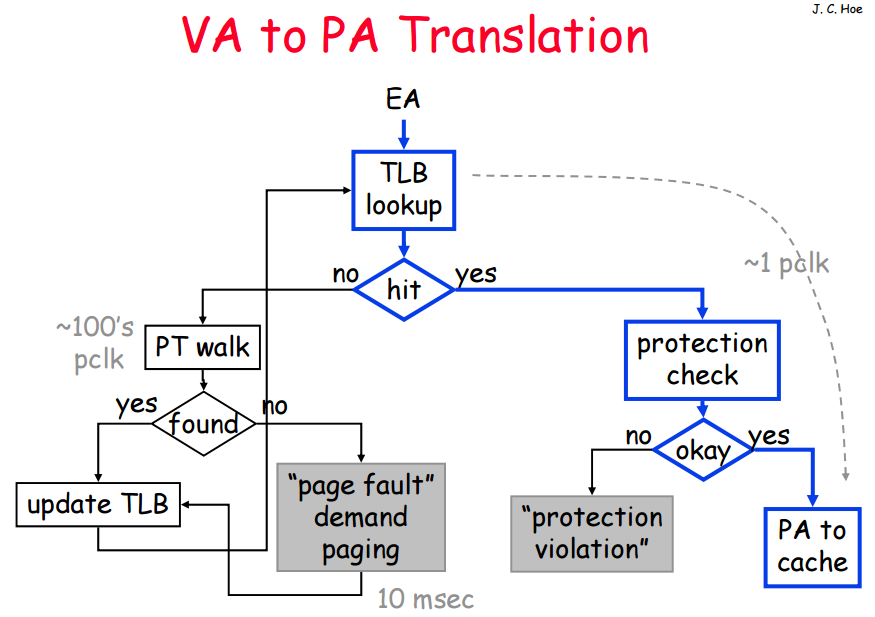 J. C. Hoe
VA to PA Translation
EA
TLB
lookup
~1 pclk
no
yes
hit
~100's
pclk
PT walk
protection
check
yes
no
found
no
yes
okay
update TLB
“page fault”
demand
paging
“protection
violation”
PA to
cache
10 msec